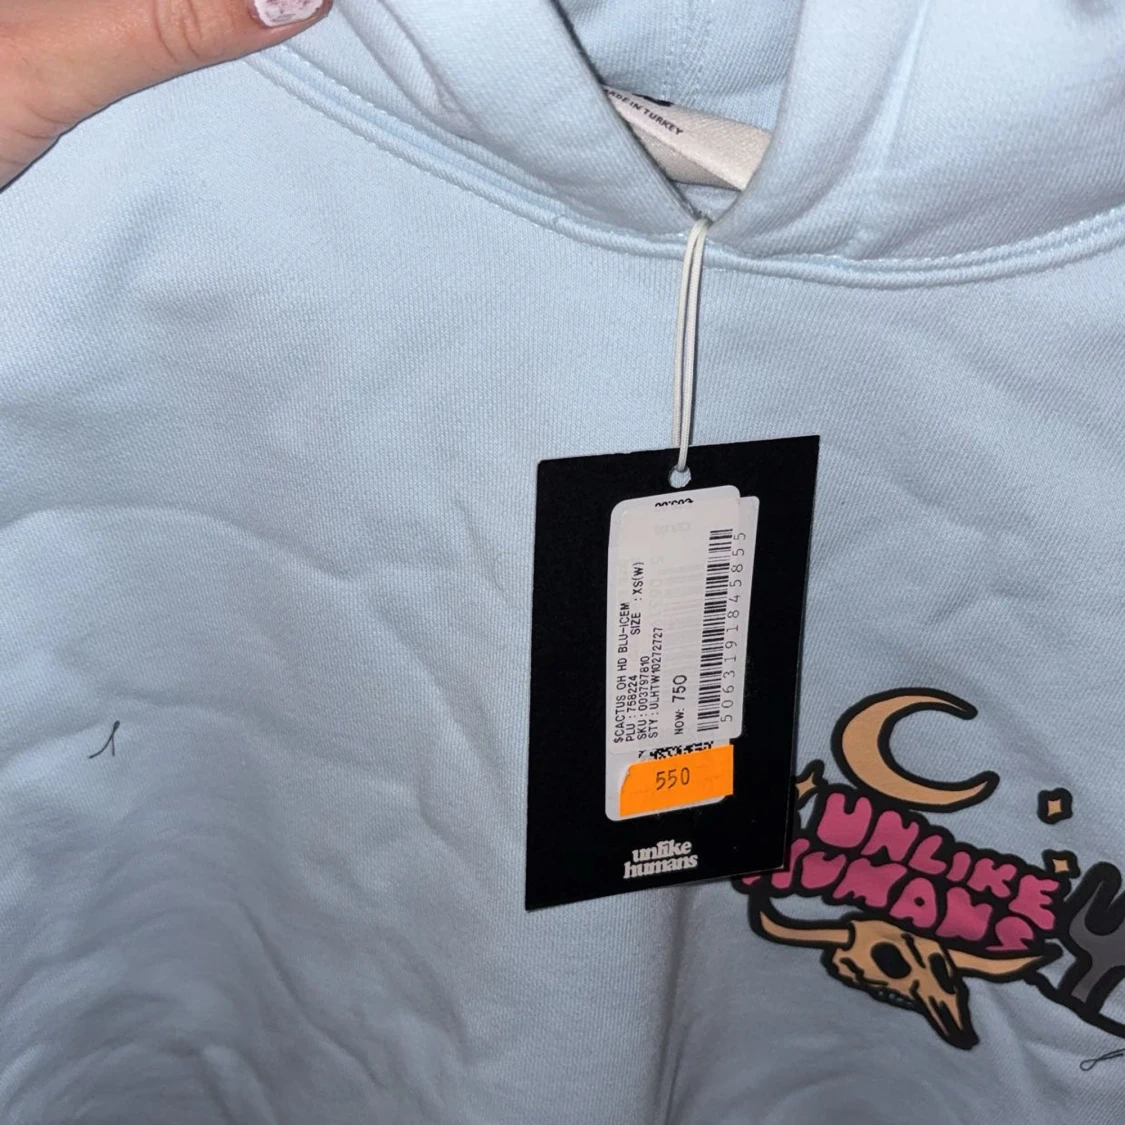 MADE IN TURKEY
$CACTUS OH HD BLU-ICEM
PLU : 758224 SIZE : XS(W)
SKU : 003797810
STY : ULHTW10272727
NOW: 750
5063191845855
550
unlike
humans
UNLIKE
HUMANS